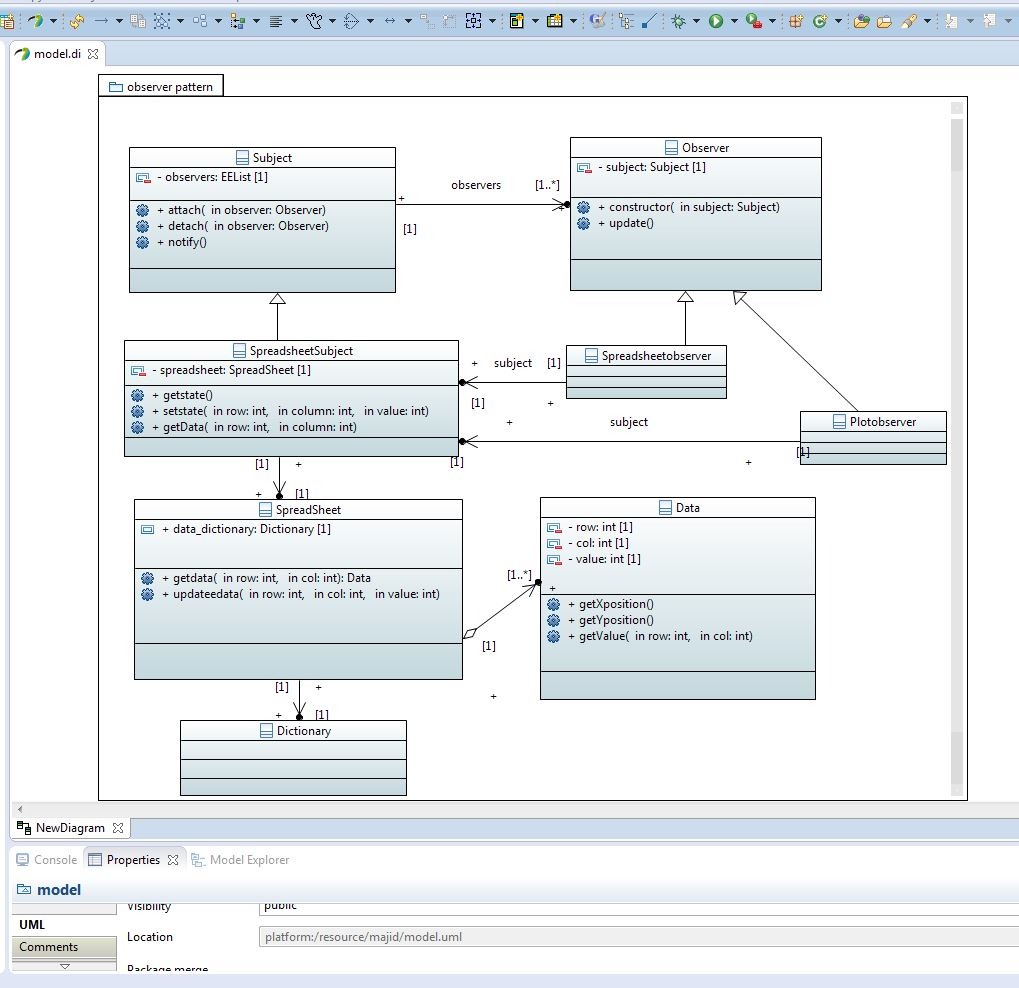 model.di
observer pattern
Subject
- observers: EEList [1]
+ attach( in observer: Observer)
+ detach( in observer: Observer)
+ notify()
+
observers
[1..*]
[1]
+
Observer
- subject: Subject [1]
+ constructor( in subject: Subject)
+ update()
SpreadsheetSubject
- spreadsheet: SpreadSheet [1]
+ getstate()
+ setstate( in row: int, in column: int, in value: int)
+ getData( in row: int, in column: int)
+ subject [1]
[1]
+
Spreadsheetobserver
+
subject
[1]
[1]
+
Plotobserver
[1] +
+ [1]
SpreadSheet
+ data_dictionary: Dictionary [1]
+ getdata( in row: int, in col: int): Data
+ updateedata( in row: int, in col: int, in value: int)
[1..*]
+
[1]
+
Data
- row: int [1]
- col: int [1]
- value: int [1]
+ getXposition()
+ getYposition()
+ getValue( in row: int, in col: int)
[1] +
+ [1]
Dictionary
NewDiagram
Console Properties Model Explorer
model
Visibility public
UML
Location platform:/resource/majid/model.uml
Comments
Package merge